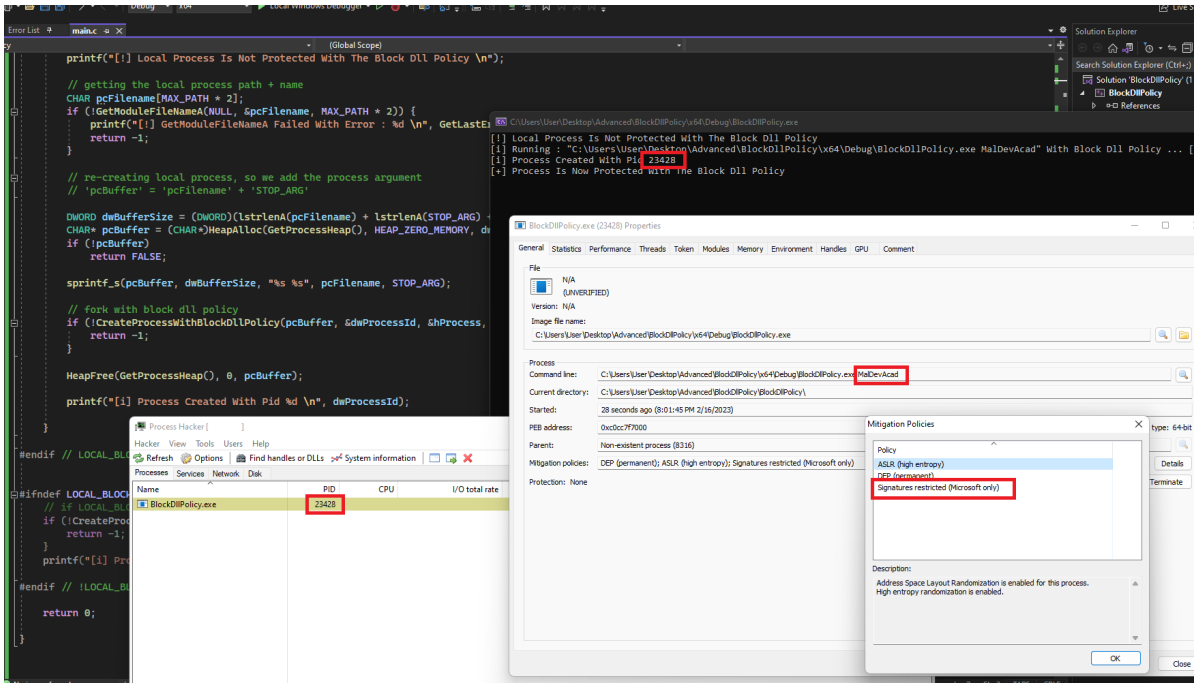 Debug
x64
Local Windows Debugger
Live S
Error List
main.c
(Global Scope)
printf("[!] Local Process Is Not Protected With The Block Dll Policy \n");
// getting the local process path + name
CHAR pcFilename[MAX_PATH * 2];
if (!GetModuleFileNameA(NULL, &pcFilename, MAX_PATH * 2)) {
printf("[!] GetModuleFileNameA Failed With Error : %d \n", GetLastE
return -1;
}
// re-creating local process, so we add the process argument
// 'pcBuffer' = 'pcFilename' + 'STOP_ARG'
DWORD dwBufferSize = (DWORD)(lstrlenA(pcFilename) + lstrlenA(STOP_ARG) +
CHAR* pcBuffer = (CHAR*)HeapAlloc(GetProcessHeap(), HEAP_ZERO_MEMORY, dw
if (!pcBuffer)
return FALSE;
sprintf_s(pcBuffer, dwBufferSize, "%s %s", pcFilename, STOP_ARG);
// fork with block dll policy
if (!CreateProcessWithBlockDllPolicy(pcBuffer, &dwProcessId, &hProcess,
return -1;
}
HeapFree(GetProcessHeap(), 0, pcBuffer);
printf("[i] Process Created With Pid %d \n", dwProcessId);
}
#endif // LOCAL_BLO
#ifndef LOCAL_BLOCK
// if LOCAL_BLO
if (!CreateProc
return -1;
}
printf("[i] Pro
#endif // !LOCAL_BL
return 0;
}
Solution Explorer
Search Solution Explorer (Ctrl+;)
Solution 'BlockDllPolicy' (1
BlockDllPolicy
References
C:\Users\User\Desktop\Advanced\BlockDllPolicy\x64\Debug\BlockDllPolicy.exe
[!] Local Process Is Not Protected With The Block Dll Policy
[i] Running : "C:\Users\User\Desktop\Advanced\BlockDllPolicy\x64\Debug\BlockDllPolicy.exe MalDevAcad" With Block Dll Policy ... [
[i] Process Created With Pid 23428
[+] Process Is Now Protected With The Block Dll Policy
BlockDllPolicy.exe (23428) Properties
General Statistics Performance Threads Token Modules Memory Environment Handles GPU Comment
File
N/A
(UNVERIFIED)
Version: N/A
Image file name:
C:\Users\User\Desktop\Advanced\BlockDllPolicy\x64\Debug\BlockDllPolicy.exe
Process
Command line: C:\Users\User\Desktop\Advanced\BlockDllPolicy\x64\Debug\BlockDllPolicy.exe MalDevAcad
Current directory: C:\Users\User\Desktop\Advanced\BlockDllPolicy\BlockDllPolicy\
Started: 28 seconds ago (8:01:45 PM 2/16/2023)
PEB address: 0xc0cc7f7000
type: 64-bit
Parent: Non-existent process (8316)
Mitigation policies: DEP (permanent); ASLR (high entropy); Signatures restricted (Microsoft only)
Details
Protection: None
Terminate
Close
Mitigation Policies
Policy
ASLR (high entropy)
DEP (permanent)
Signatures restricted (Microsoft only)
Description:
Address Space Layout Randomization is enabled for this process.
High entropy randomization is enabled.
OK
Process Hacker [ ]
Hacker View Tools Users Help
Refresh Options Find handles or DLLs System information
Processes Services Network Disk
Name PID CPU I/O total rate
BlockDllPolicy.exe 23428